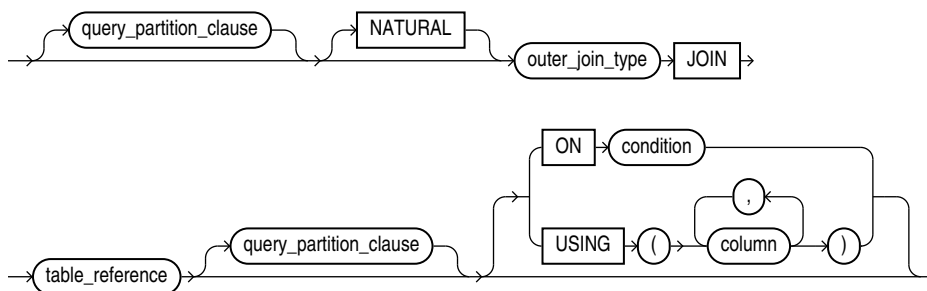 query_partition_clause NATURAL
outer_join_type JOIN
ON condition
,
USING ( column )
query_partition_clause
table_reference